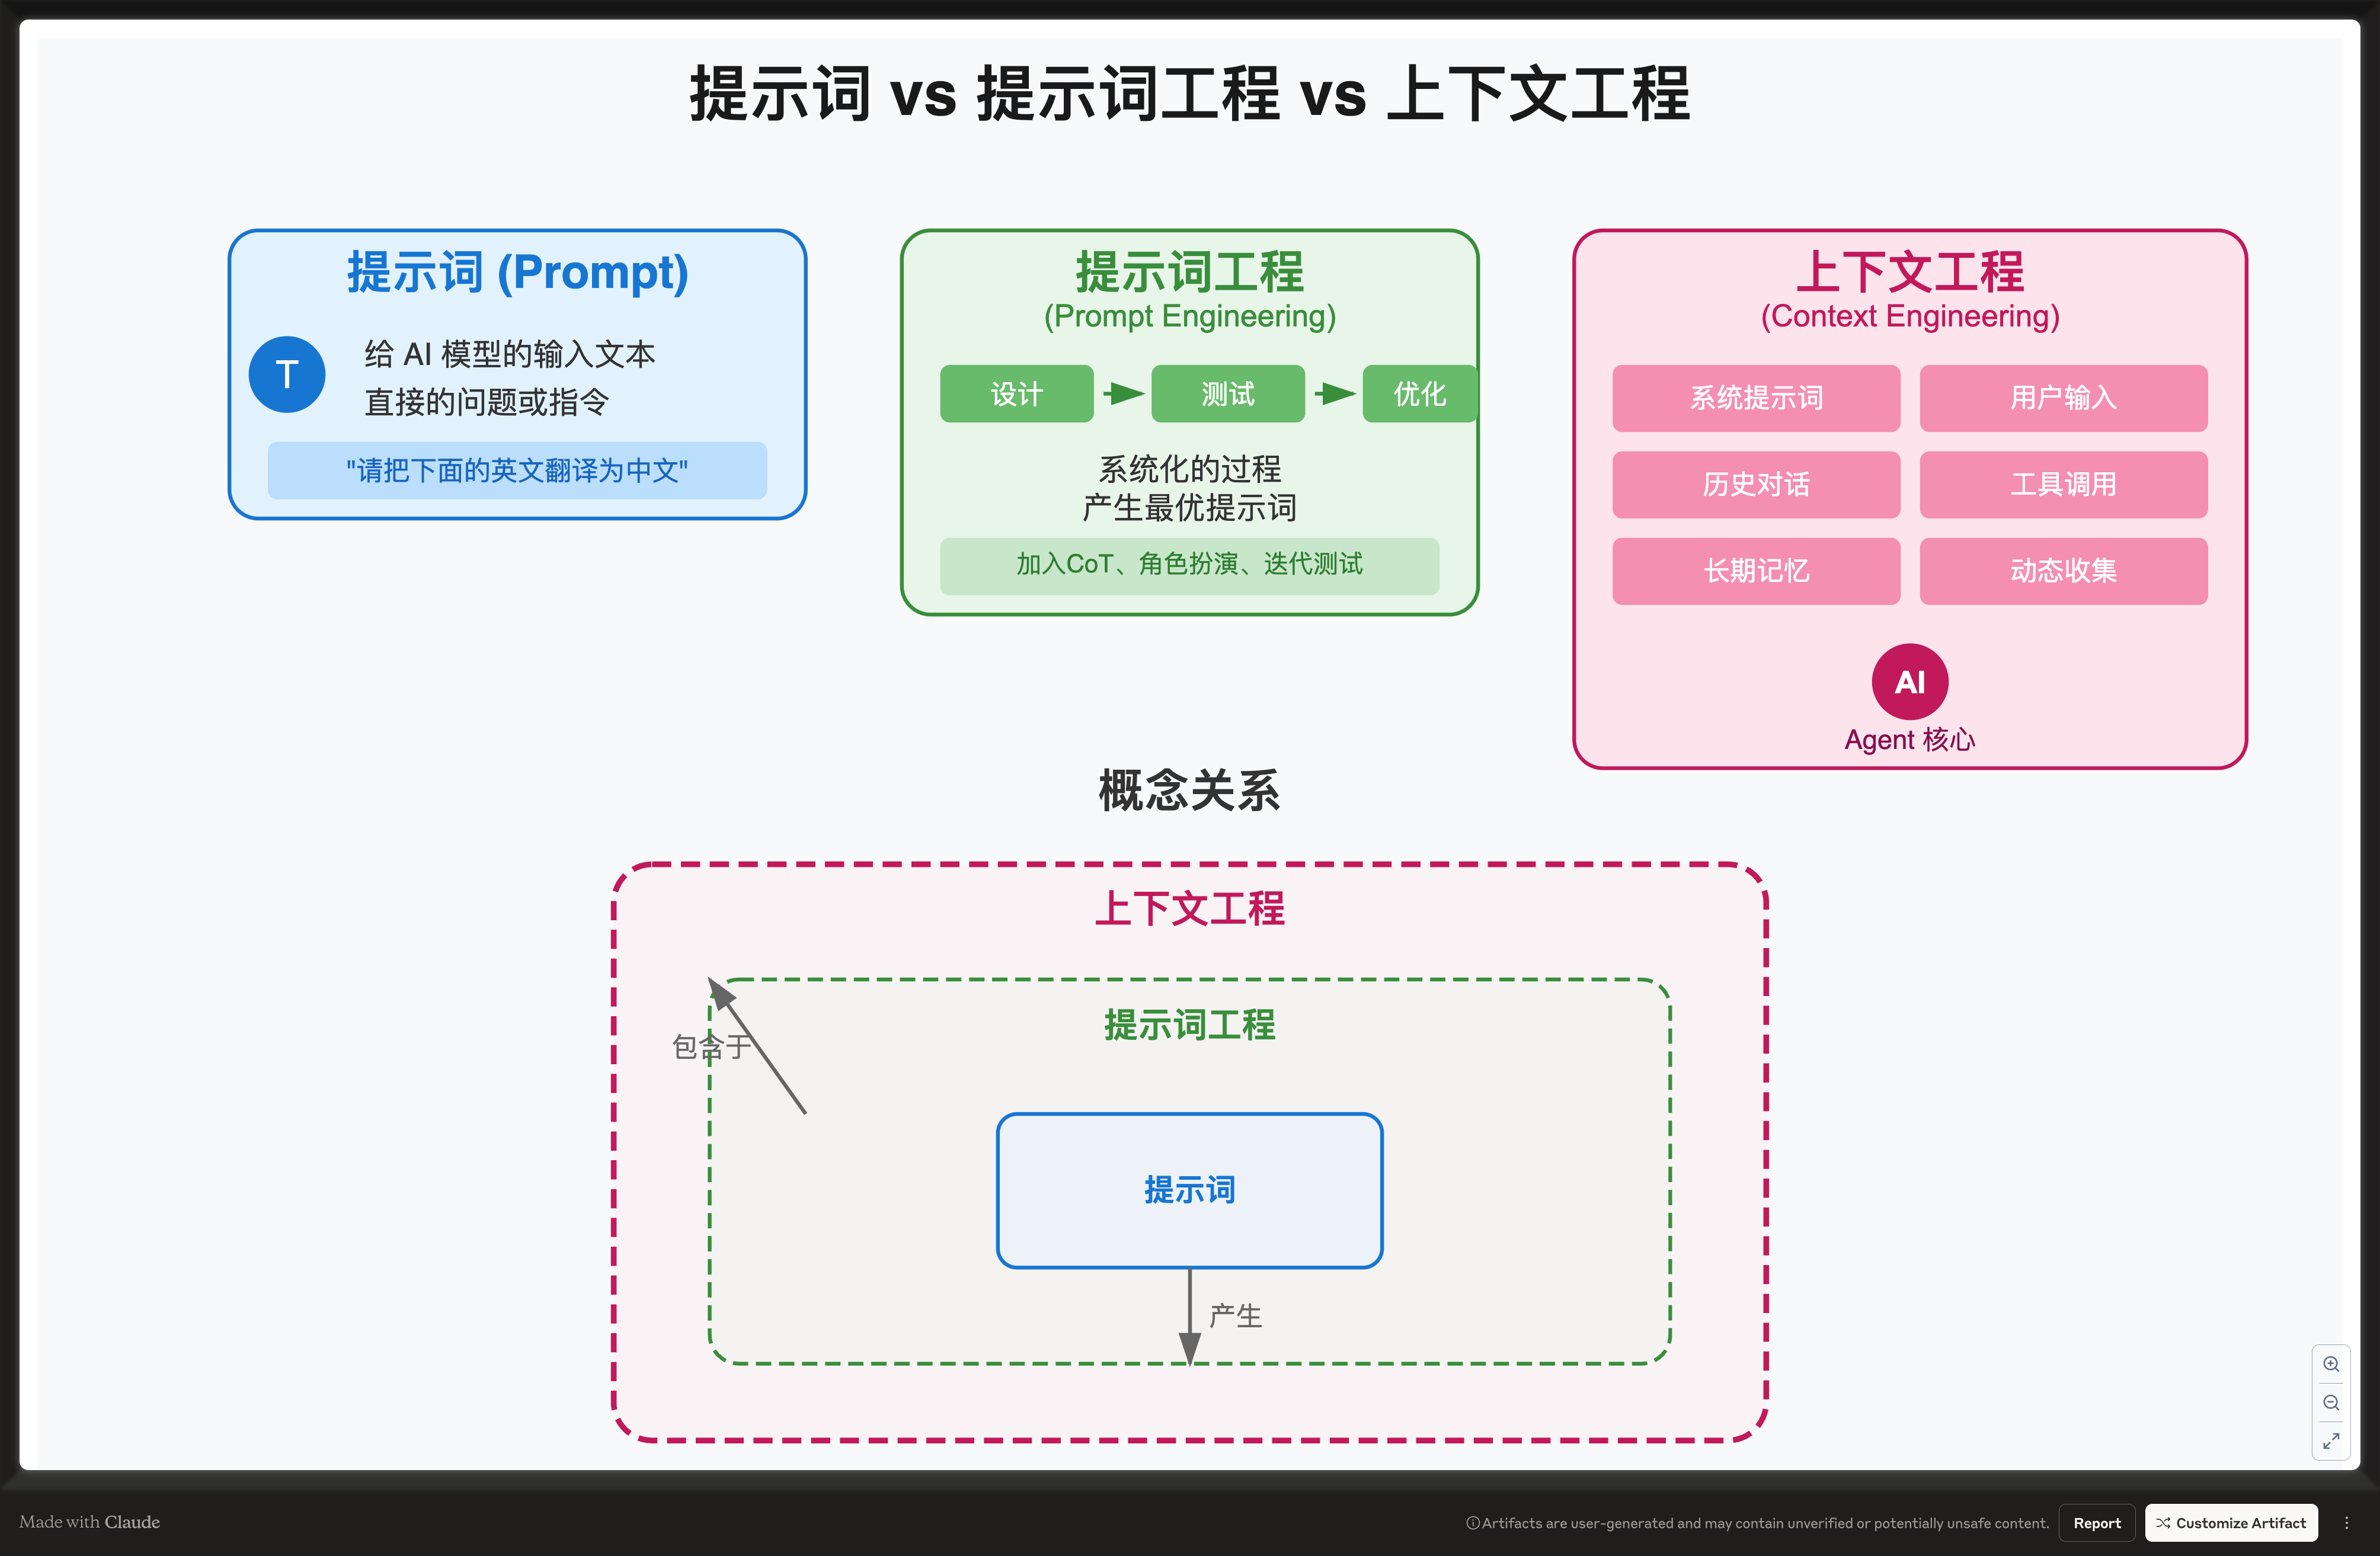 提示词 vs 提示词工程 vs 上下文工程
提示词 (Prompt)
T
给 AI 模型的输入文本
直接的问题或指令
"请把下面的英文翻译为中文"
提示词工程
(Prompt Engineering)
设计
测试
优化
系统化的过程
产生最优提示词
加入CoT、角色扮演、迭代测试
上下文工程
(Context Engineering)
系统提示词
用户输入
历史对话
工具调用
长期记忆
动态收集
AI
Agent 核心
概念关系
上下文工程
提示词工程
包含于
提示词
产生
Made with Claude
Artifacts are user-generated and may contain unverified or potentially unsafe content.
Report
Customize Artifact